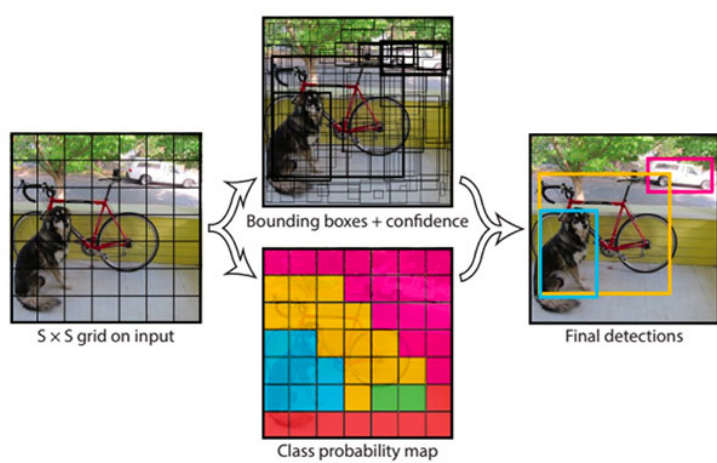 S × S grid on input
Bounding boxes + confidence
Class probability map
Final detections